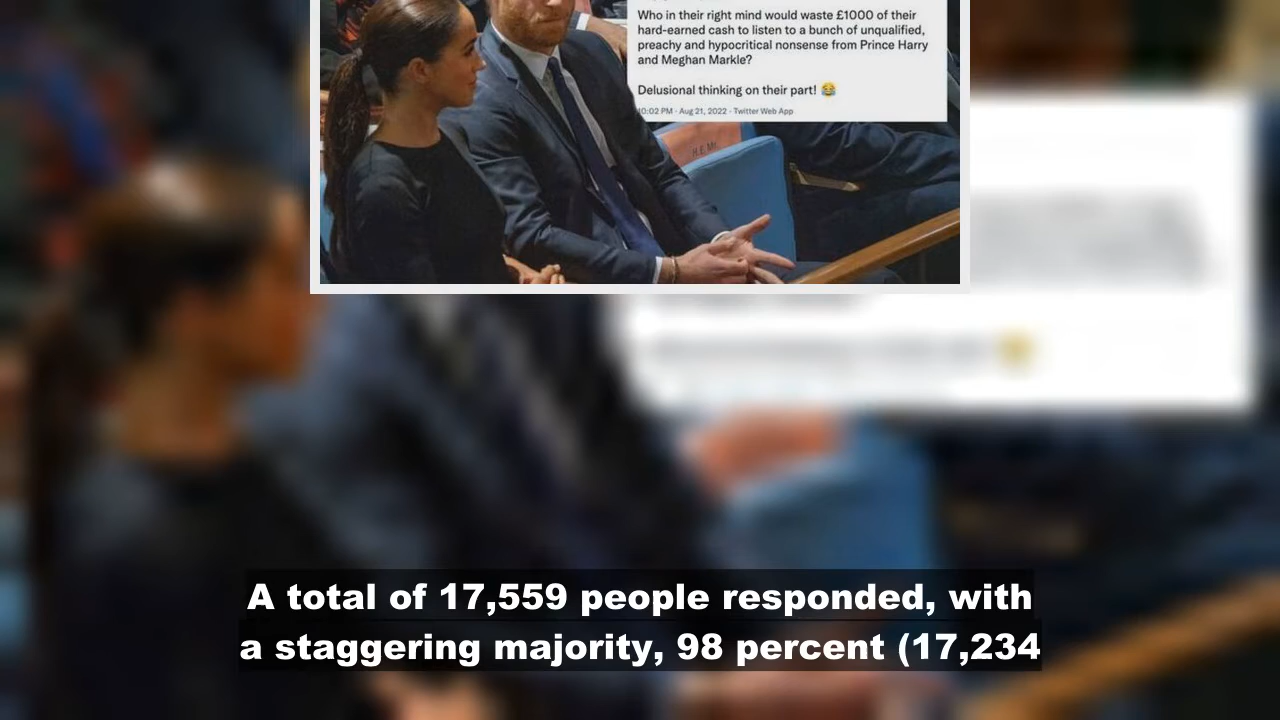 Who in their right mind would waste £1000 of their
hard-earned cash to listen to a bunch of unqualified,
preachy and hypocritical nonsense from Prince Harry
and Meghan Markle?
Delusional thinking on their part! 😂
10:02 PM · Aug 21, 2022 · Twitter Web App
H.E. Mr.
A total of 17,559 people responded, with
a staggering majority, 98 percent (17,234